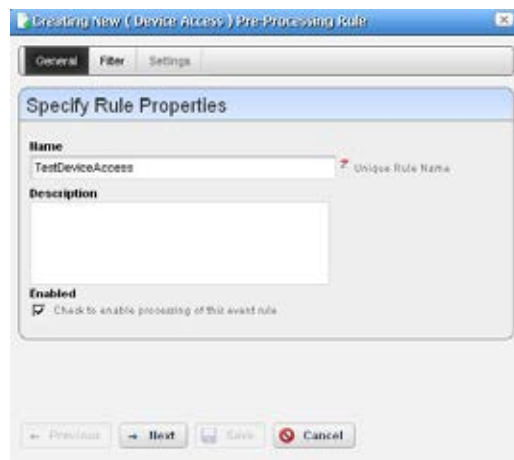 Creating New ( Device Access ) Pre-Processing Rule
General Filter Settings
Specify Rule Properties
Name
TestDeviceAccess
* Unique Rule Name
Description
Enabled
Check to enable processing of this event rule
Previous Next Save Cancel